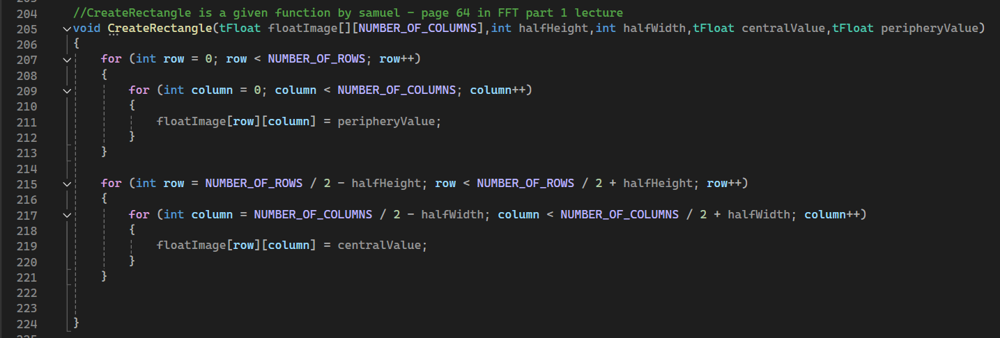 204 //CreateRectangle is a given function by samuel - page 64 in FFT part 1 lecture
205 void CreateRectangle(tFloat floatImage[][NUMBER_OF_COLUMNS],int halfHeight,int halfWidth,tFloat centralValue,tFloat peripheryValue)
206 {
207 for (int row = 0; row < NUMBER_OF_ROWS; row++)
208 {
209 for (int column = 0; column < NUMBER_OF_COLUMNS; column++)
210 {
211 floatImage[row][column] = peripheryValue;
212 }
213 }
214
215 for (int row = NUMBER_OF_ROWS / 2 - halfHeight; row < NUMBER_OF_ROWS / 2 + halfHeight; row++)
216 {
217 for (int column = NUMBER_OF_COLUMNS / 2 - halfWidth; column < NUMBER_OF_COLUMNS / 2 + halfWidth; column++)
218 {
219 floatImage[row][column] = centralValue;
220 }
221 }
222
223
224 }